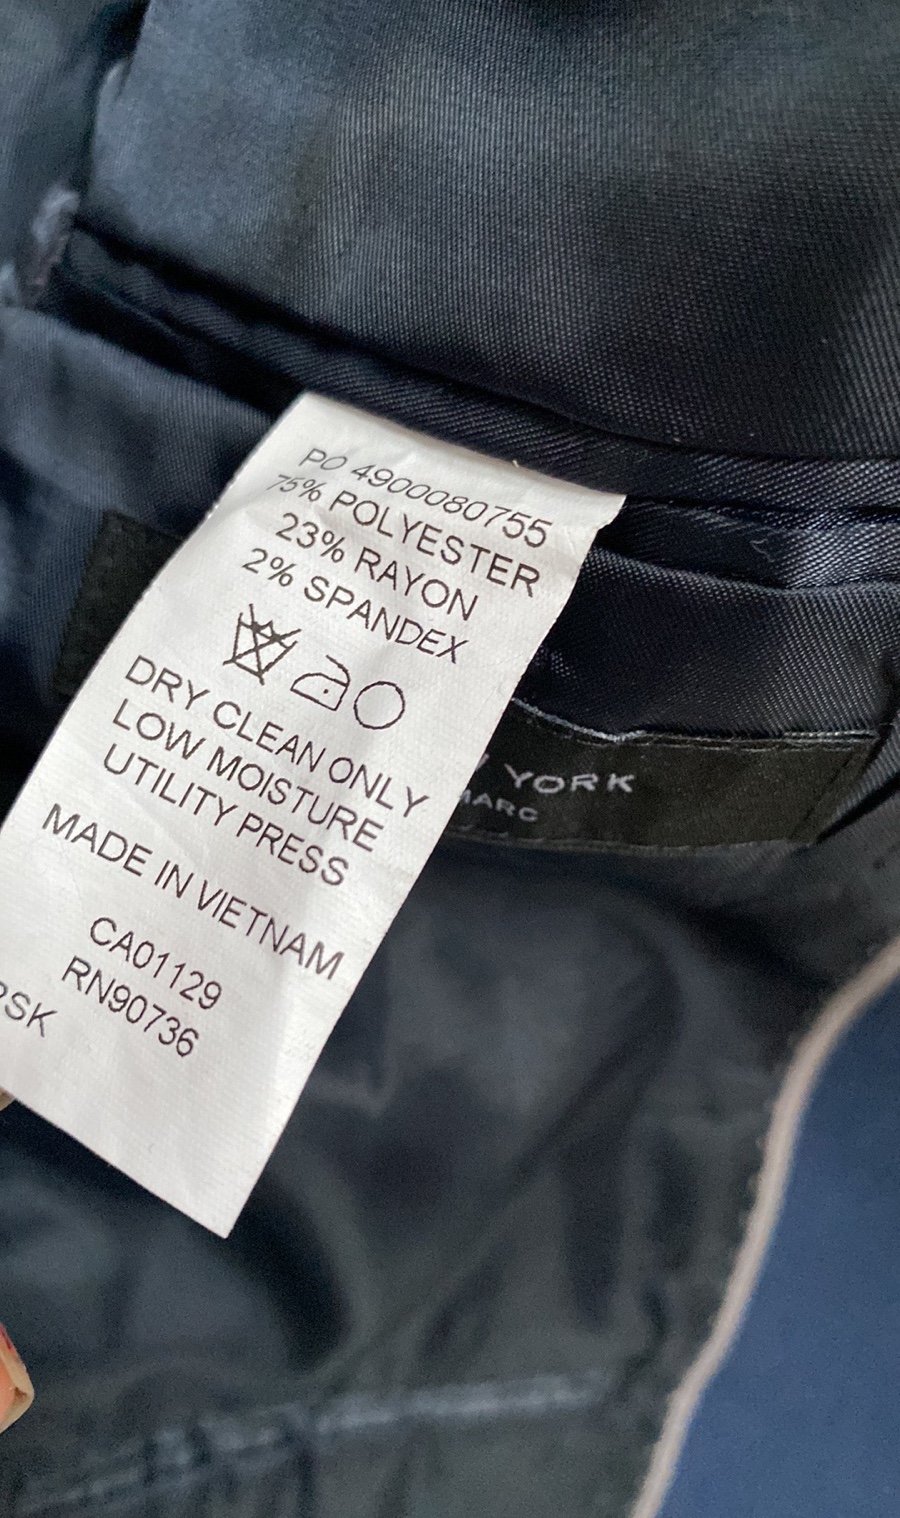 PO 4900080755
75% POLYESTER
23% RAYON
2% SPANDEX
DRY CLEAN ONLY
LOW MOISTURE
UTILITY PRESS
MADE IN VIETNAM
CA01129
RN90736
YORK